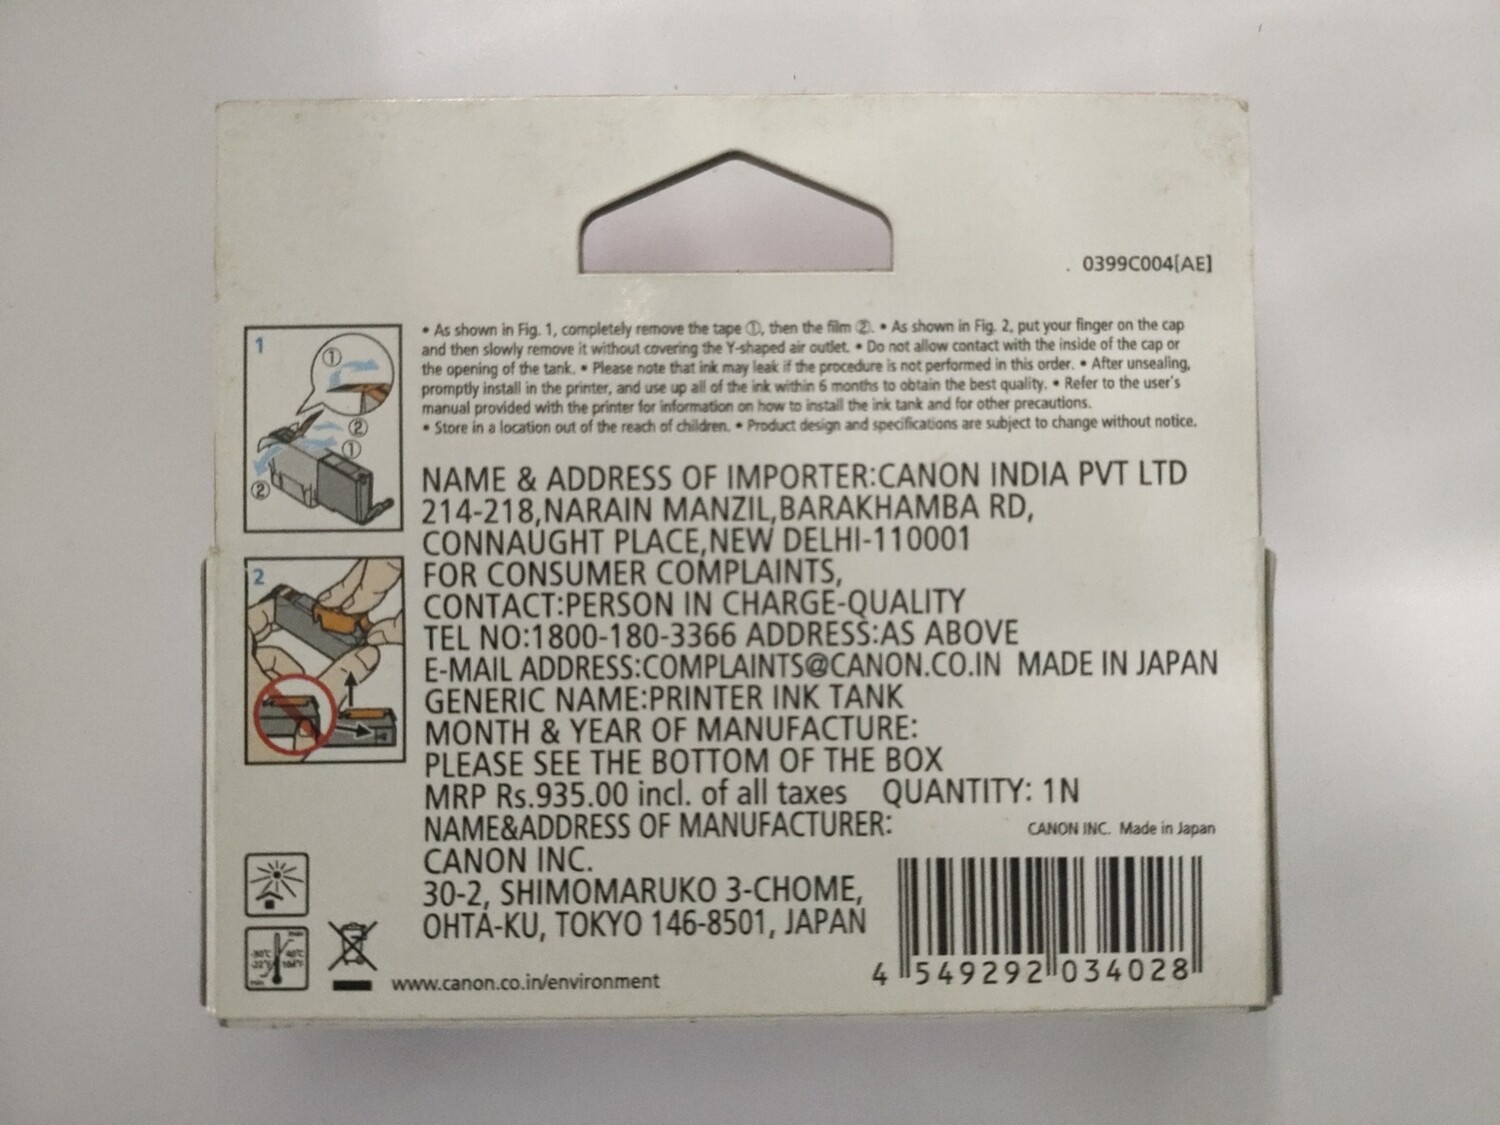 . 0399C004[AE]
• As shown in Fig. 1, completely remove the tape ①, then the film ②. • As shown in Fig. 2, put your finger on the cap
and then slowly remove it without covering the Y-shaped air outlet. • Do not allow contact with the inside of the cap or
the opening of the tank. • Please note that ink may leak if the procedure is not performed in this order. • After unsealing,
promptly install in the printer, and use up all of the ink within 6 months to obtain the best quality. • Refer to the user's
manual provided with the printer for information on how to install the ink tank and for other precautions.
• Store in a location out of the reach of children. • Product design and specifications are subject to change without notice.
1
①
②
①
②
2
NAME & ADDRESS OF IMPORTER:CANON INDIA PVT LTD
214-218,NARAIN MANZIL,BARAKHAMBA RD,
CONNAUGHT PLACE,NEW DELHI-110001
FOR CONSUMER COMPLAINTS,
CONTACT:PERSON IN CHARGE-QUALITY
TEL NO:1800-180-3366 ADDRESS:AS ABOVE
E-MAIL ADDRESS:COMPLAINTS@CANON.CO.IN MADE IN JAPAN
GENERIC NAME:PRINTER INK TANK
MONTH & YEAR OF MANUFACTURE:
PLEASE SEE THE BOTTOM OF THE BOX
MRP Rs.935.00 incl. of all taxes QUANTITY: 1N
NAME&ADDRESS OF MANUFACTURER:
CANON INC. Made in Japan
CANON INC.
30-2, SHIMOMARUKO 3-CHOME,
OHTA-KU, TOKYO 146-8501, JAPAN
www.canon.co.in/environment
4 549292 034028